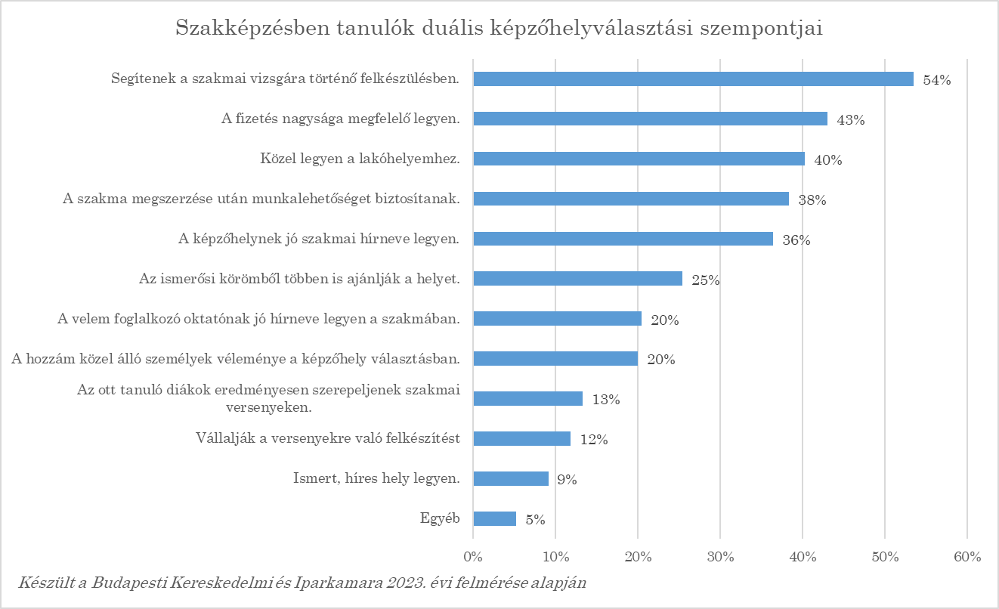 Szakképzésben tanulók duális képzőhelyválasztási szempontjai
Segítenek a szakmai vizsgára történő felkészülésben.
54%
A fizetés nagysága megfelelő legyen.
43%
Közel legyen a lakóhelyemhez.
40%
A szakma megszerzése után munkalehetőséget biztosítanak.
38%
A képzőhelynek jó szakmai hírneve legyen.
36%
Az ismerősi körömből többen is ajánlják a helyet.
25%
A velem foglalkozó oktatónak jó hírneve legyen a szakmában.
20%
A hozzám közel álló személyek véleménye a képzőhely választásban.
20%
Az ott tanuló diákok eredményesen szerepeljenek szakmai
versenyeken.
13%
Vállalják a versenyekre való felkészítést
12%
Ismert, híres hely legyen.
9%
Egyéb
5%
0% 10% 20% 30% 40% 50% 60%
Készült a Budapesti Kereskedelmi és Iparkamara 2023. évi felmérése alapján